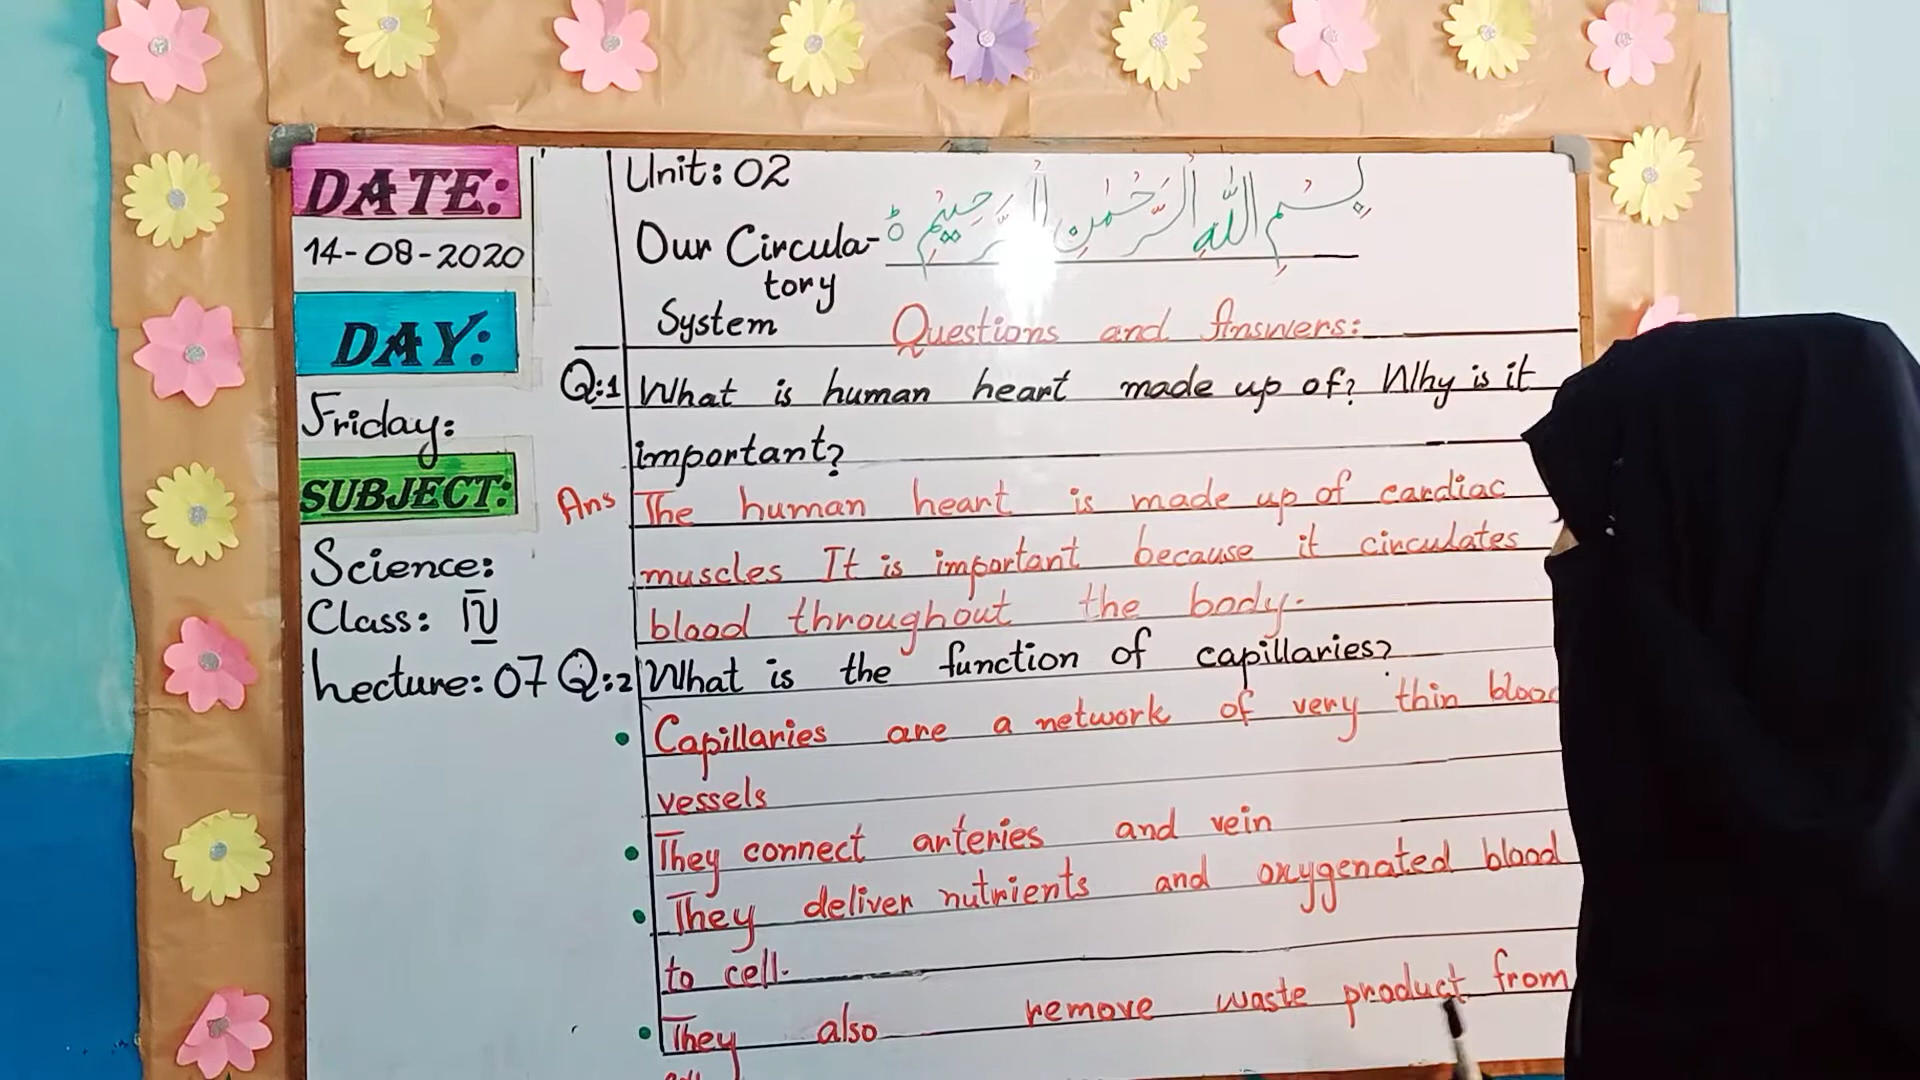 DATE:
14-08-2020
DAY:
Friday:
SUBJECT:
Science:
Class: IV
Lecture: 07
Unit: 02
Our Circula-
tory
System
بِسْمِ اللّٰهِ الرَّحْمٰنِ الرَّحِيْمِ
Questions and Answers:
Q:1 What is human heart made up of? Why is it
important?
Ans The human heart is made up of cardiac
muscles It is important because it circulates
blood throughout the body.
Q:2 What is the function of capillaries?
• Capillaries are a network of very thin blood
vessels
• They connect arteries and vein
• They deliver nutrients and oxygenated blood
to cell.
• They also remove waste product from